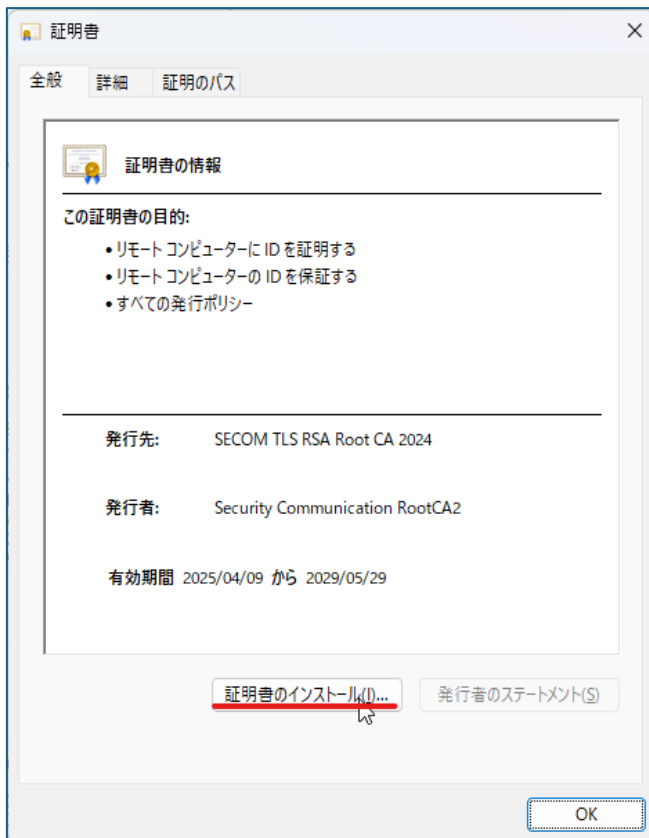 証明書
全般 詳細 証明のパス
証明書の情報
この証明書の目的:
• リモート コンピューターに ID を証明する
• リモート コンピューターの ID を保証する
• すべての発行ポリシー
発行先: SECOM TLS RSA Root CA 2024
発行者: Security Communication RootCA2
有効期間 2025/04/09 から 2029/05/29
証明書のインストール(I)... 発行者のステートメント(S)
OK